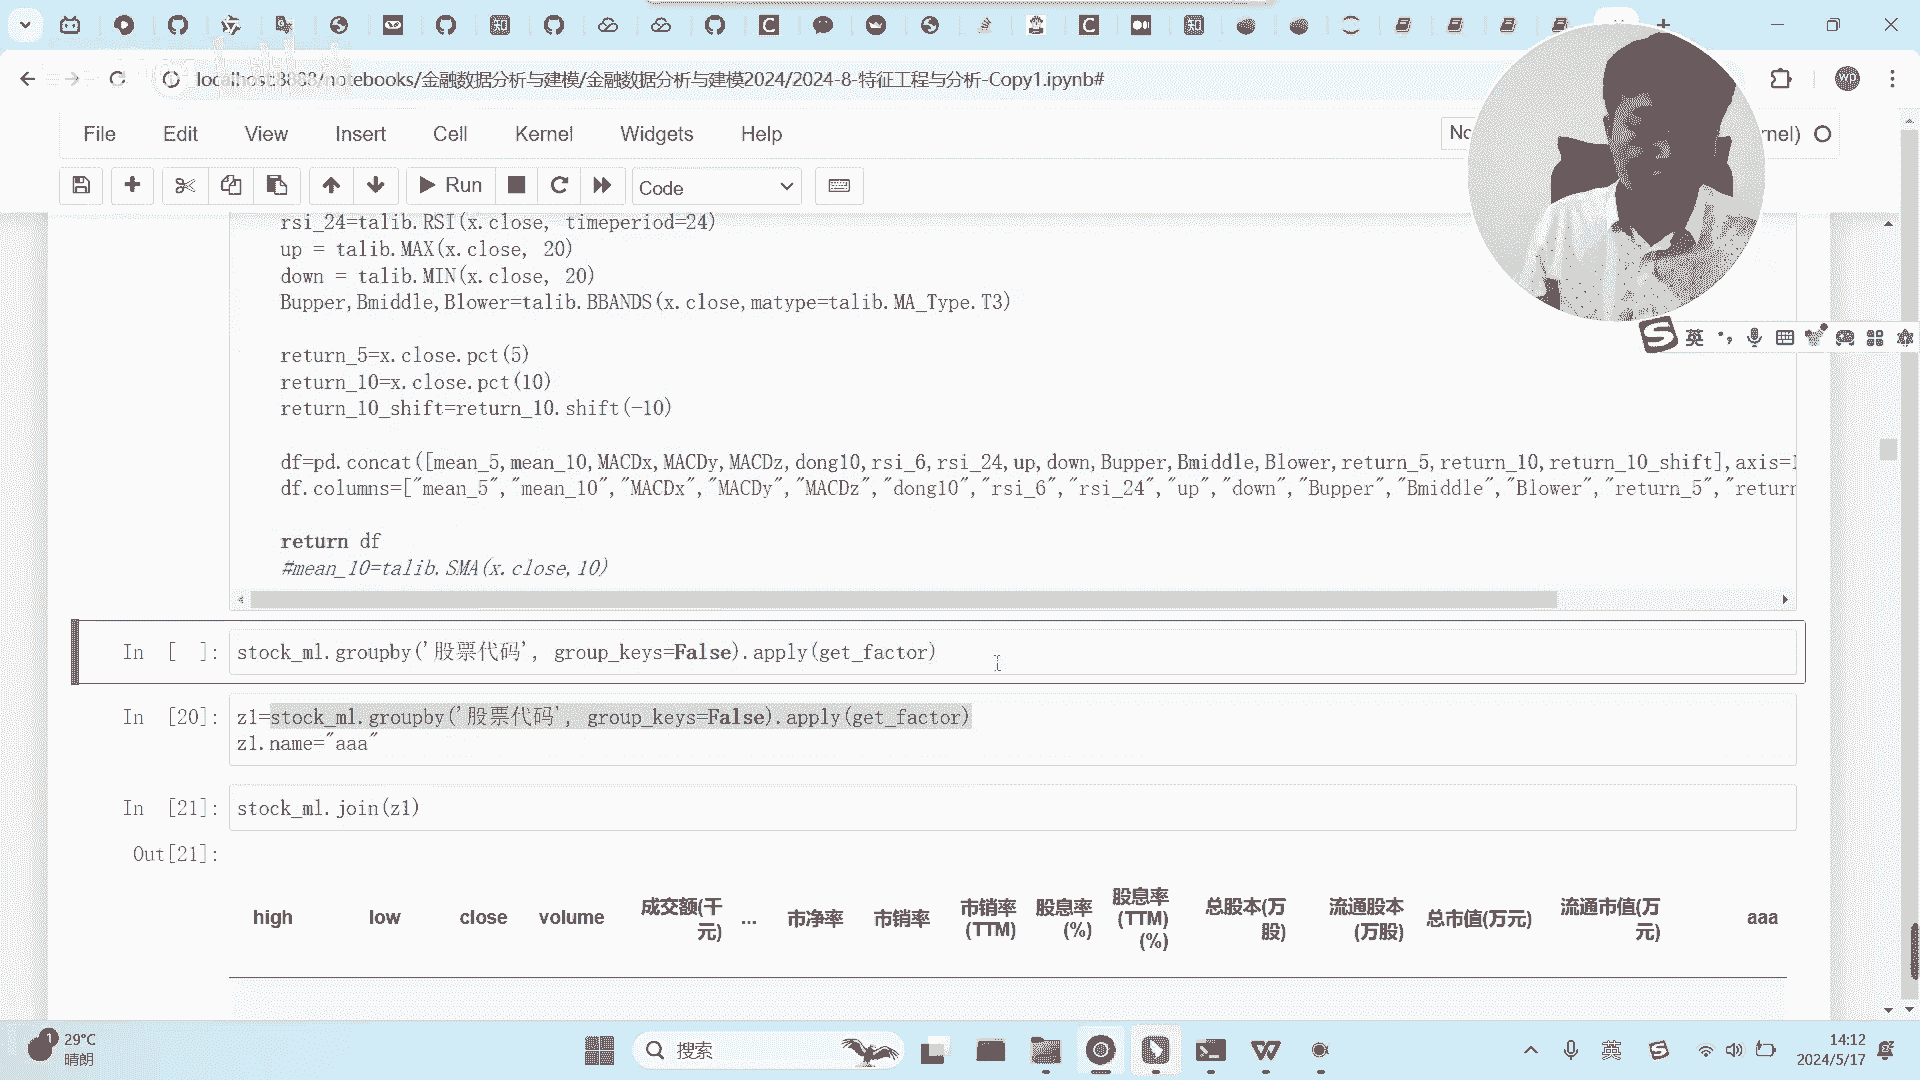 localhost:8888/notebooks/金融数据分析与建模/金融数据分析与建模2024/2024-8-特征工程与分析-Copy1.ipynb#
wp
File Edit View Insert Cell Kernel Widgets Help
Run
Code
rsi_24=talib.RSI(x.close, timeperiod=24)
up = talib.MAX(x.close, 20)
down = talib.MIN(x.close, 20)
Bupper,Bmiddle,Blower=talib.BBANDS(x.close,matype=talib.MA_Type.T3)
英
return_5=x.close.pct(5)
return_10=x.close.pct(10)
return_10_shift=return_10.shift(-10)
df=pd.concat([mean_5,mean_10,MACDx,MACDy,MACDz,dong10,rsi_6,rsi_24,up,down,Bupper,Bmiddle,Blower,return_5,return_10,return_10_shift],axis=1
df.columns=["mean_5","mean_10","MACDx","MACDy","MACDz","dong10","rsi_6","rsi_24","up","down","Bupper","Bmiddle","Blower","return_5","return
return df
#mean_10=talib.SMA(x.close,10)
In [ ]: stock_ml.groupby('股票代码', group_keys=False).apply(get_factor)
In [20]: z1=stock_ml.groupby('股票代码', group_keys=False).apply(get_factor)
z1.name="aaa"
In [21]: stock_ml.join(z1)
Out[21]:
high low close volume 成交额(千元) ... 市净率 市销率 市销率(TTM) 股息率(%) 股息率(TTM)(%) 总股本(万股) 流通股本(万股) 总市值(万元) 流通市值(万元) aaa
1
29°C
晴朗
搜索
英
14:12
2024/5/17